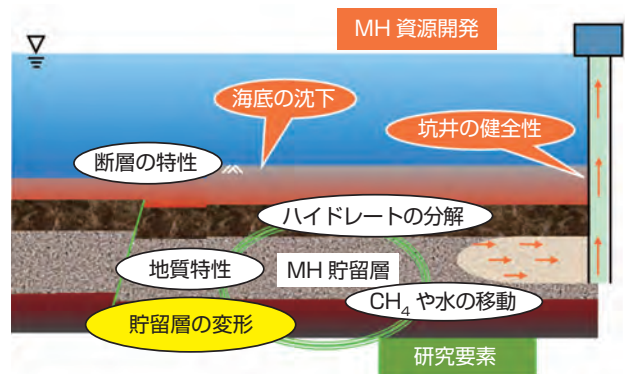 MH 資源開発
海底の沈下
坑井の健全性
断層の特性
ハイドレートの分解
地質特性
MH 貯留層
CH4 や水の移動
貯留層の変形
研究要素